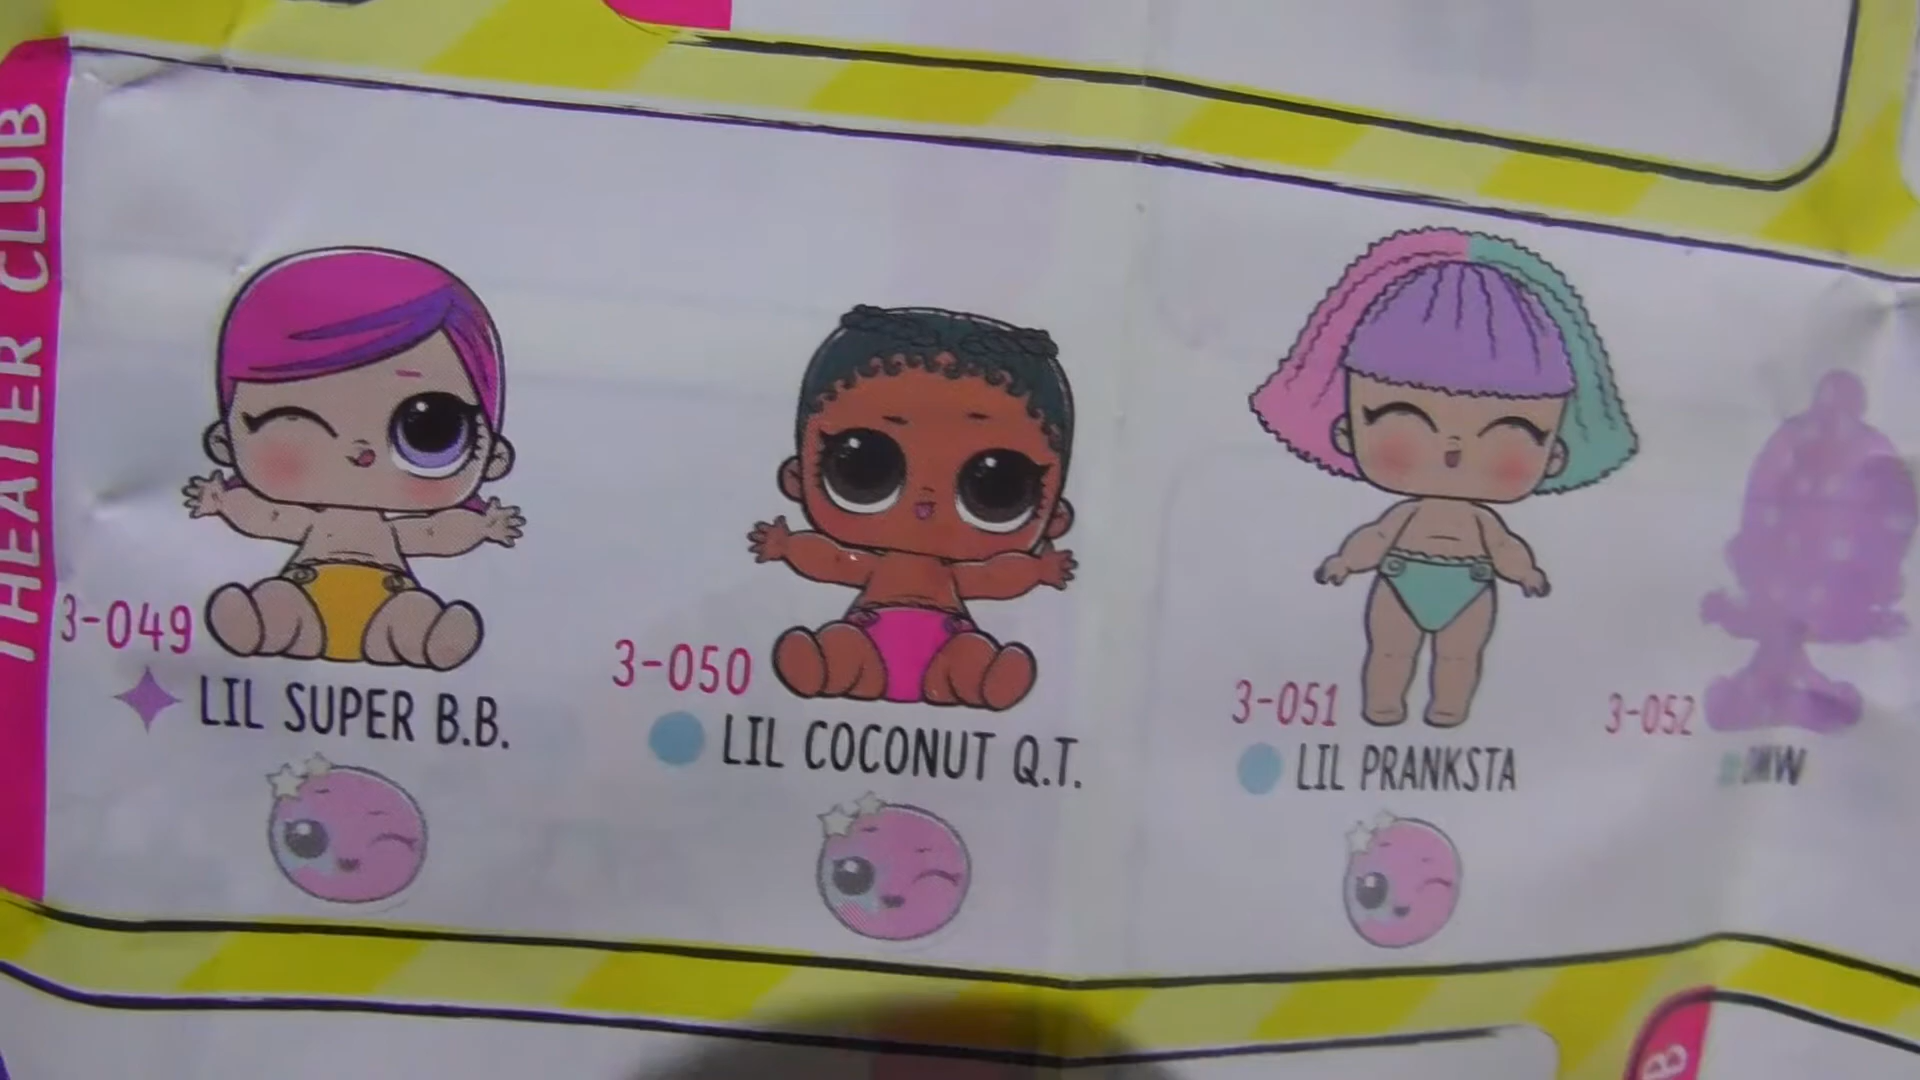 THEATER CLUB
3-049
LIL SUPER B.B.
3-050
LIL COCONUT Q.T.
3-051
LIL PRANKSTA
3-052
B